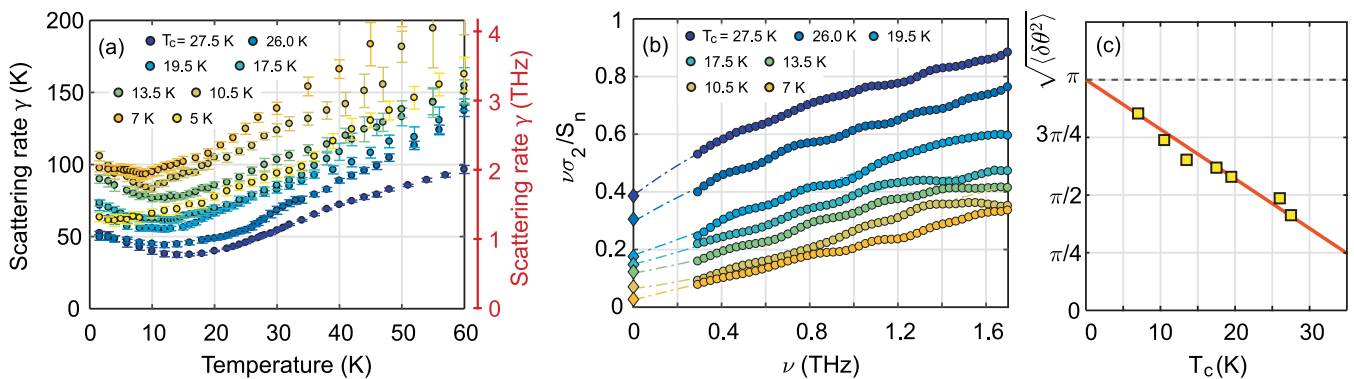 200
150
100
50
0
Scattering rate γ (K)
(a)
T_c = 27.5 K
26.0 K
19.5 K
17.5 K
13.5 K
10.5 K
7 K
5 K
0 10 20 30 40 50 60
Temperature (K)
4
3
2
1
0
Scattering rate γ (THz)
1
0.8
0.6
0.4
0.2
0
νσ₂/Sₙ
(b)
T_c = 27.5 K
26.0 K
19.5 K
17.5 K
13.5 K
10.5 K
7 K
0 0.4 0.8 1.2 1.6
ν (THz)
√⟨δθ²⟩
(c)
π
3π/4
π/2
π/4
0
0 10 20 30
T_c (K)